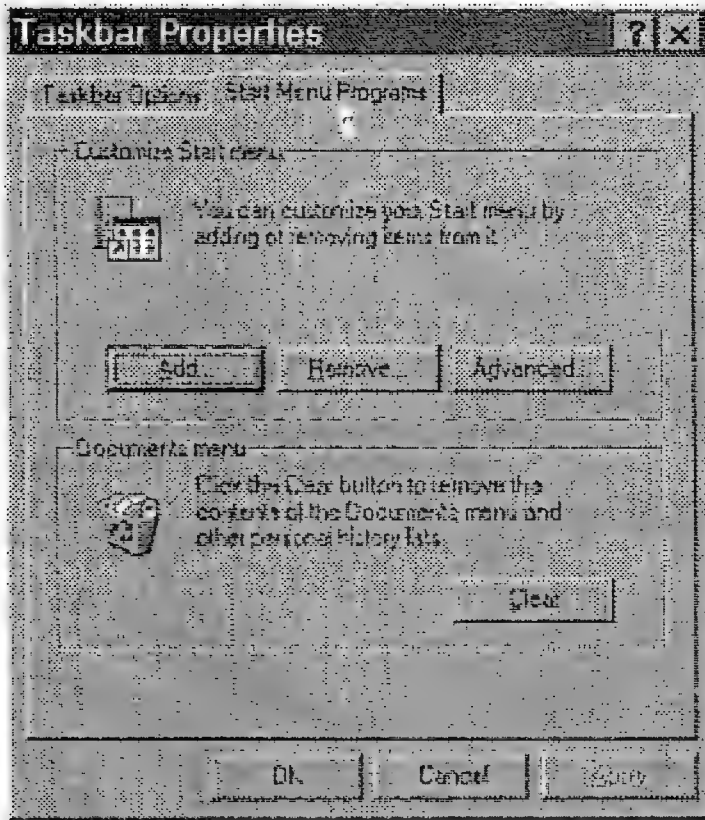 Taskbar Properties
Taskbar Options Start Menu Programs
Customize Start menu
You can customize your Start menu by
adding or removing items from it.
Add... Remove... Advanced...
Documents menu
Click the Clear button to remove the
contents of the Documents menu and
other personal history lists.
Clear
OK Cancel Apply